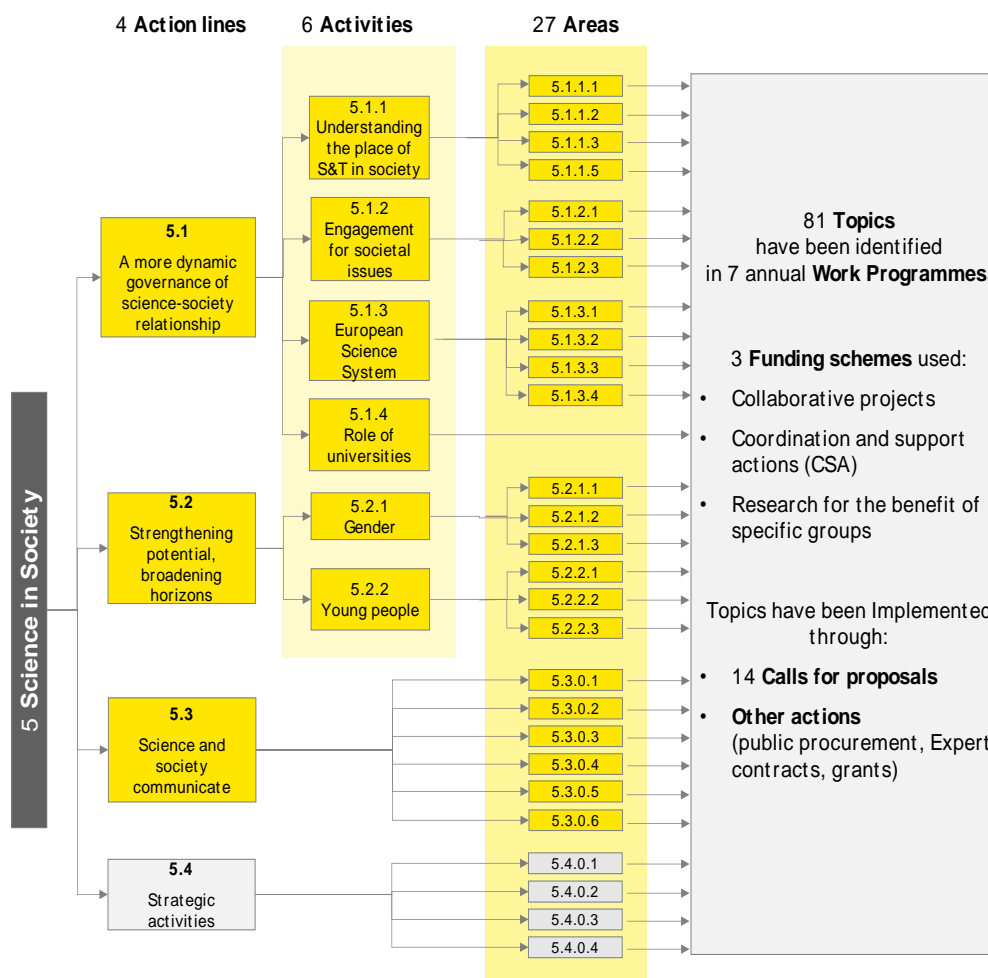 4 Action lines
6 Activities
27 Areas
5 Science in Society
5.1
A more dynamic
governance of
science-society
relationship
5.2
Strengthening
potential,
broadening
horizons
5.3
Science and
society
communicate
5.4
Strategic
activities
5.1.1
Understanding
the place of
S&T in society
5.1.2
Engagement
for societal
issues
5.1.3
European
Science
System
5.1.4
Role of
universities
5.2.1
Gender
5.2.2
Young people
5.1.1.1
5.1.1.2
5.1.1.3
5.1.1.5
5.1.2.1
5.1.2.2
5.1.2.3
5.1.3.1
5.1.3.2
5.1.3.3
5.1.3.4
5.2.1.1
5.2.1.2
5.2.1.3
5.2.2.1
5.2.2.2
5.2.2.3
5.3.0.1
5.3.0.2
5.3.0.3
5.3.0.4
5.3.0.5
5.3.0.6
5.4.0.1
5.4.0.2
5.4.0.3
5.4.0.4
81 Topics
have been identified
in 7 annual Work Programmes.
3 Funding schemes used:
• Collaborative projects
• Coordination and support
actions (CSA)
• Research for the benefit of
specific groups
Topics have been Implemented
through:
• 14 Calls for proposals
• Other actions
(public procurement, Expert
contracts, grants)